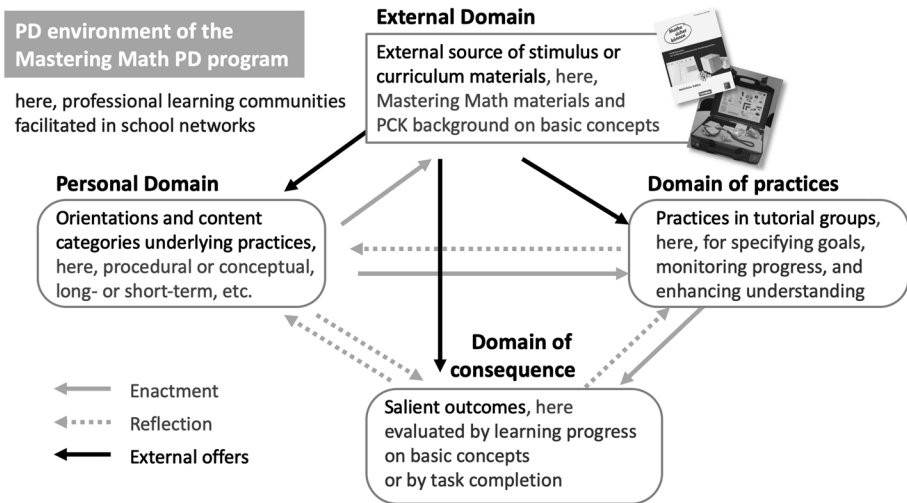 PD environment of the
Mastering Math PD program
here, professional learning communities
facilitated in school networks
External Domain
External source of stimulus or
curriculum materials, here,
Mastering Math materials and
PCK background on basic concepts
Mathe
sicher
können
Personal Domain
Orientations and content
categories underlying practices,
here, procedural or conceptual,
long- or short-term, etc.
Domain of practices
Practices in tutorial groups,
here, for specifying goals,
monitoring progress, and
enhancing understanding
Domain of
consequence
Salient outcomes, here
evaluated by learning progress
on basic concepts
or by task completion
Enactment
Reflection
External offers